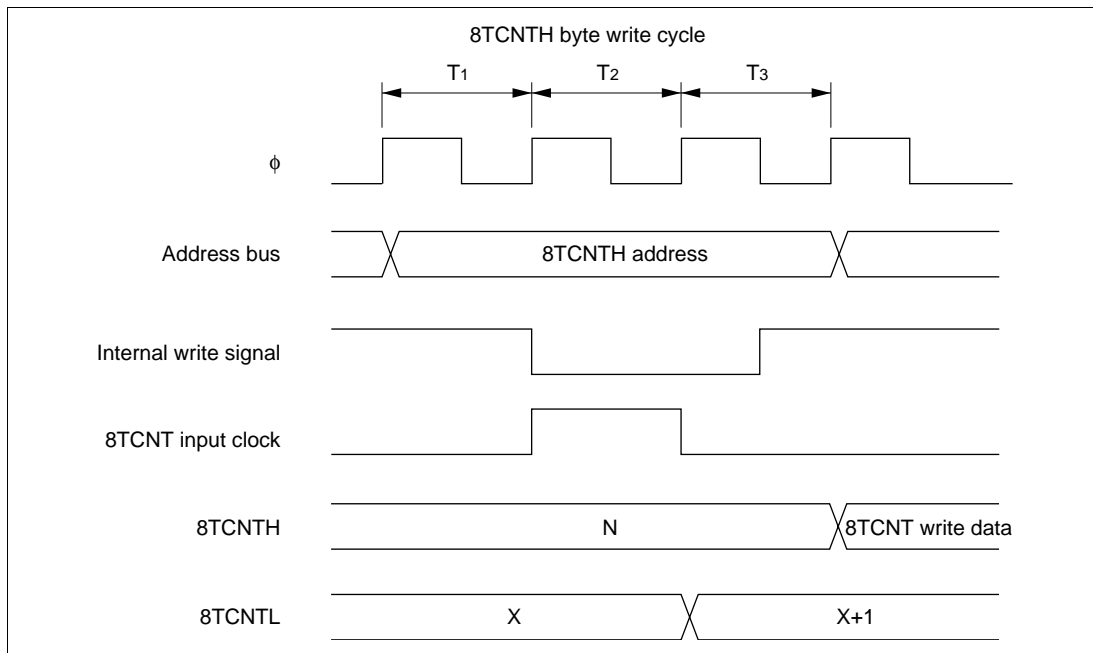 8TCNTH byte write cycle
T1 T2 T3
φ
Address bus 8TCNTH address
Internal write signal
8TCNT input clock
8TCNTH N 8TCNT write data
8TCNTL X X+1